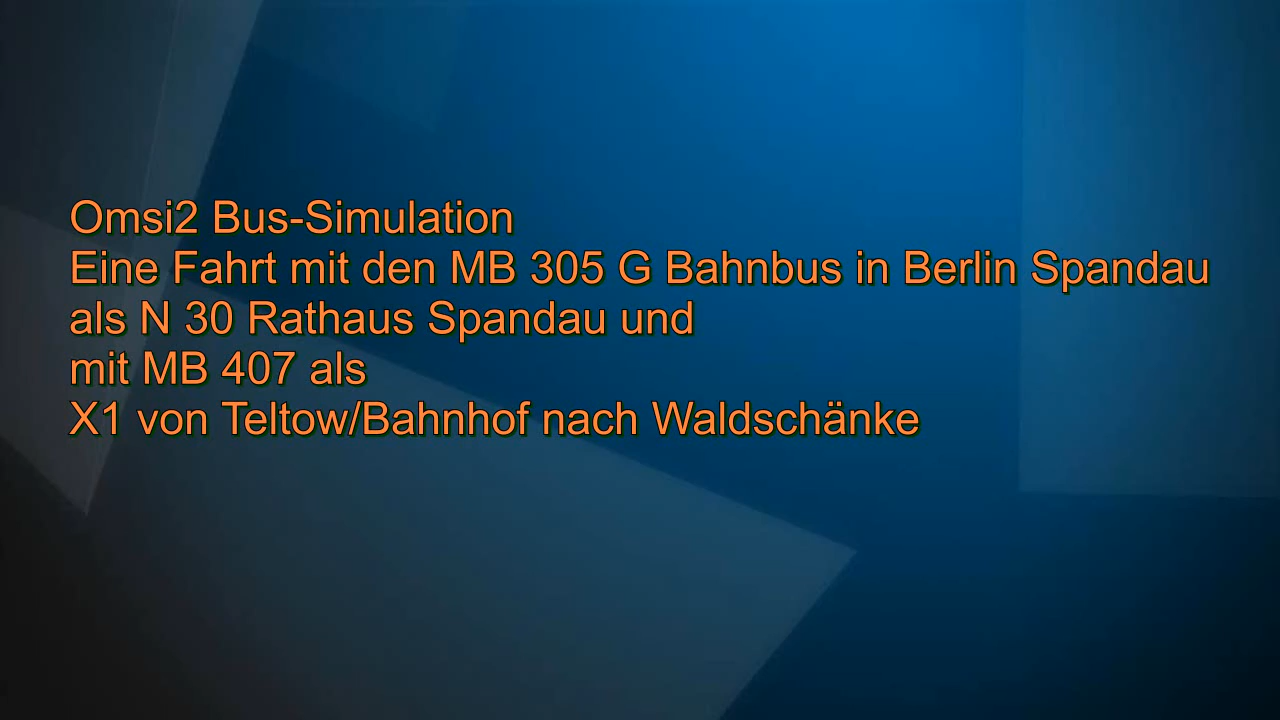 Omsi2 Bus-Simulation
Eine Fahrt mit den MB 305 G Bahnbus in Berlin Spandau
als N 30 Rathaus Spandau und
mit MB 407 als
X1 von Teltow/Bahnhof nach Waldschänke